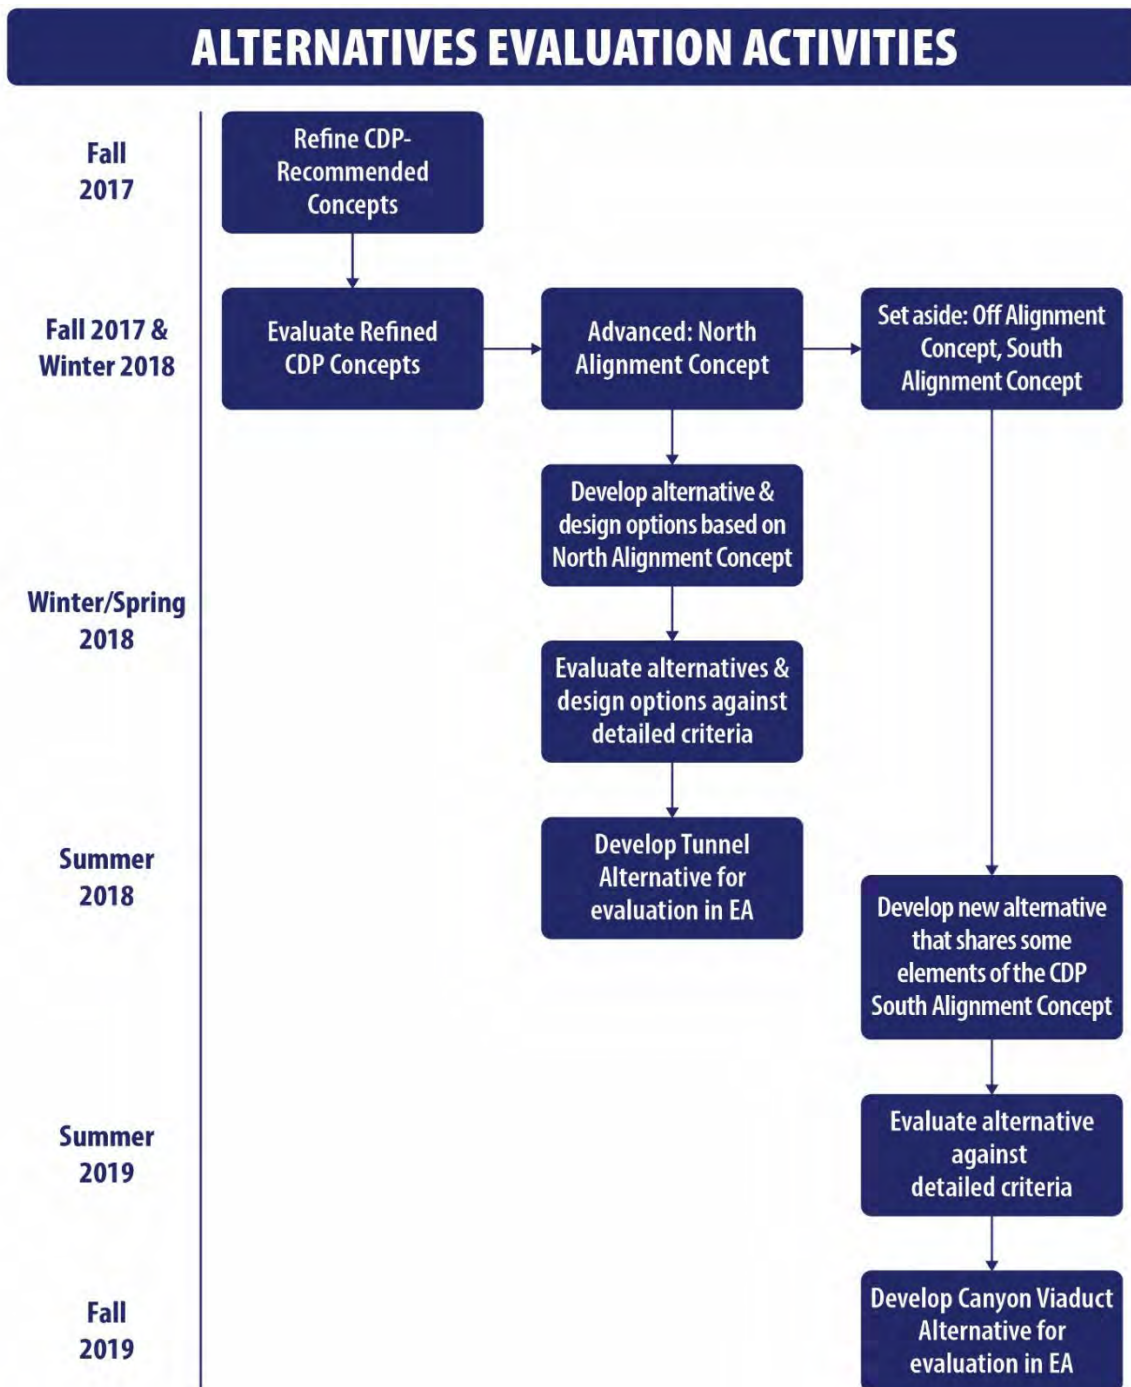 ALTERNATIVES EVALUATION ACTIVITIES
Fall
2017
Refine CDP-
Recommended
Concepts
Fall 2017 &
Winter 2018
Evaluate Refined
CDP Concepts
Advanced: North
Alignment Concept
Set aside: Off Alignment
Concept, South
Alignment Concept
Winter/Spring
2018
Develop alternative &
design options based on
North Alignment Concept
Evaluate alternatives &
design options against
detailed criteria
Summer
2018
Develop Tunnel
Alternative for
evaluation in EA
Develop new alternative
that shares some
elements of the CDP
South Alignment Concept
Summer
2019
Evaluate alternative
against
detailed criteria
Fall
2019
Develop Canyon Viaduct
Alternative for
evaluation in EA